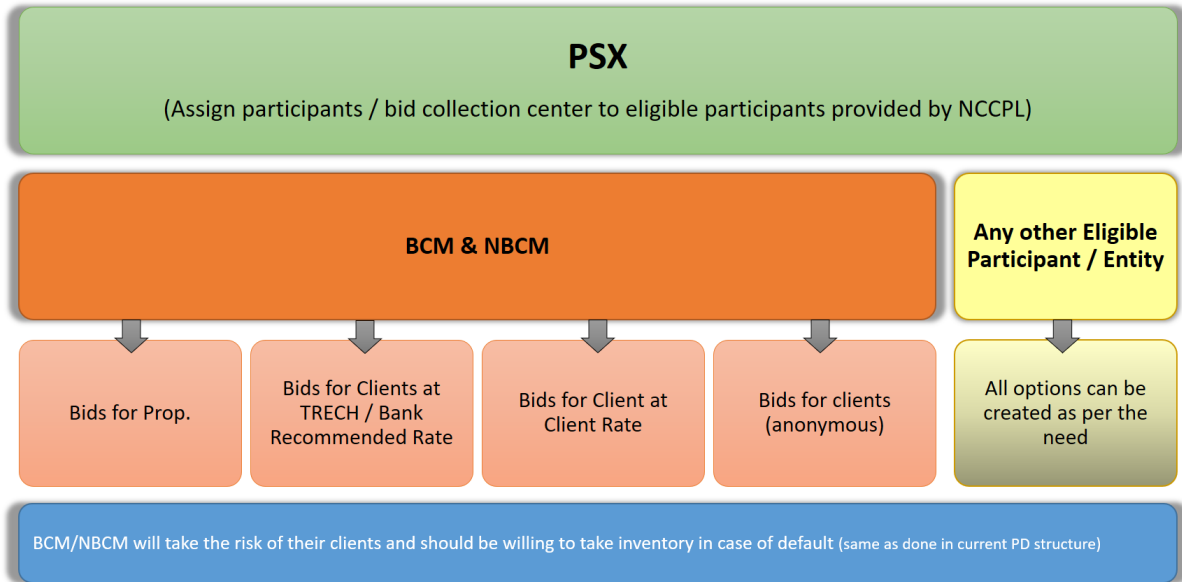 PSX
(Assign participants / bid collection center to eligible participants provided by NCCPL)
BCM & NBCM
Any other Eligible
Participant / Entity
Bids for Prop.
Bids for Clients at
TRECH / Bank
Recommended Rate
Bids for Client at
Client Rate
Bids for clients
(anonymous)
All options can be
created as per the
need
BCM/NBCM will take the risk of their clients and should be willing to take inventory in case of default (same as done in current PD structure)